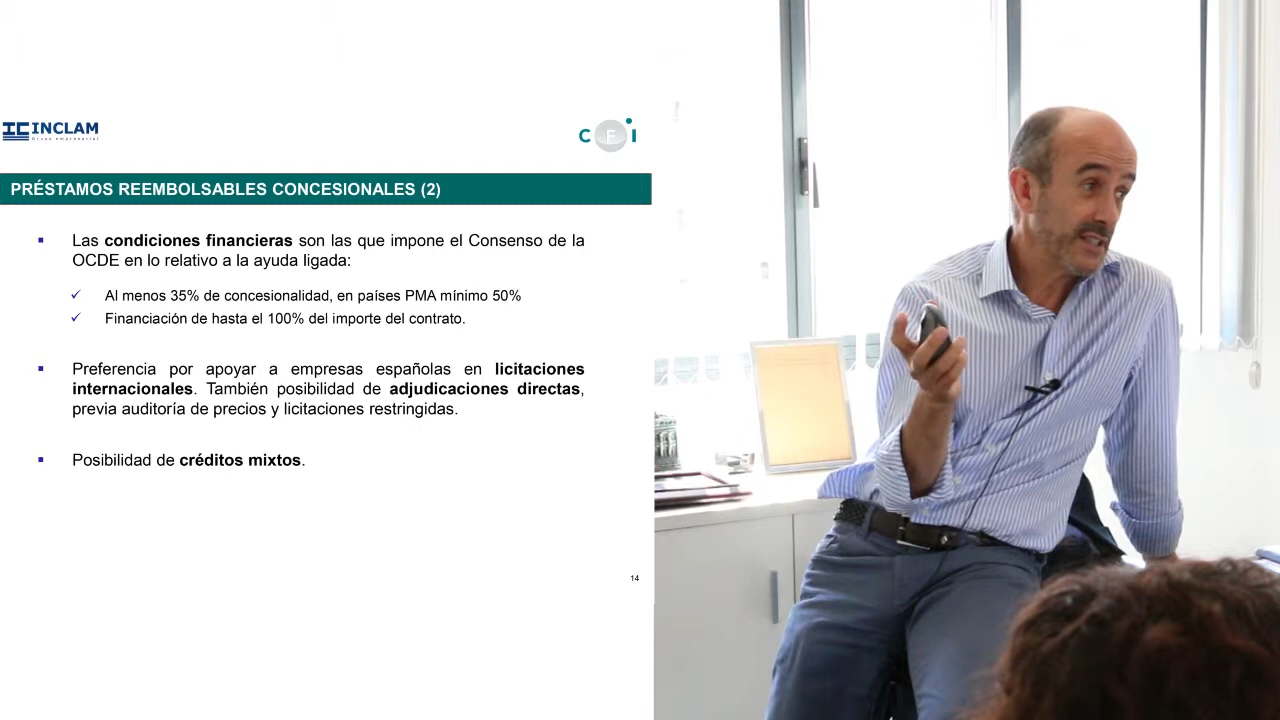 INCLAM
Grupo empresarial
CFi
PRÉSTAMOS REEMBOLSABLES CONCESIONALES (2)
Las condiciones financieras son las que impone el Consenso de la
OCDE en lo relativo a la ayuda ligada:
Al menos 35% de concesionalidad, en países PMA mínimo 50%
Financiación de hasta el 100% del importe del contrato.
Preferencia por apoyar a empresas españolas en licitaciones
internacionales. También posibilidad de adjudicaciones directas,
previa auditoría de precios y licitaciones restringidas.
Posibilidad de créditos mixtos.
14